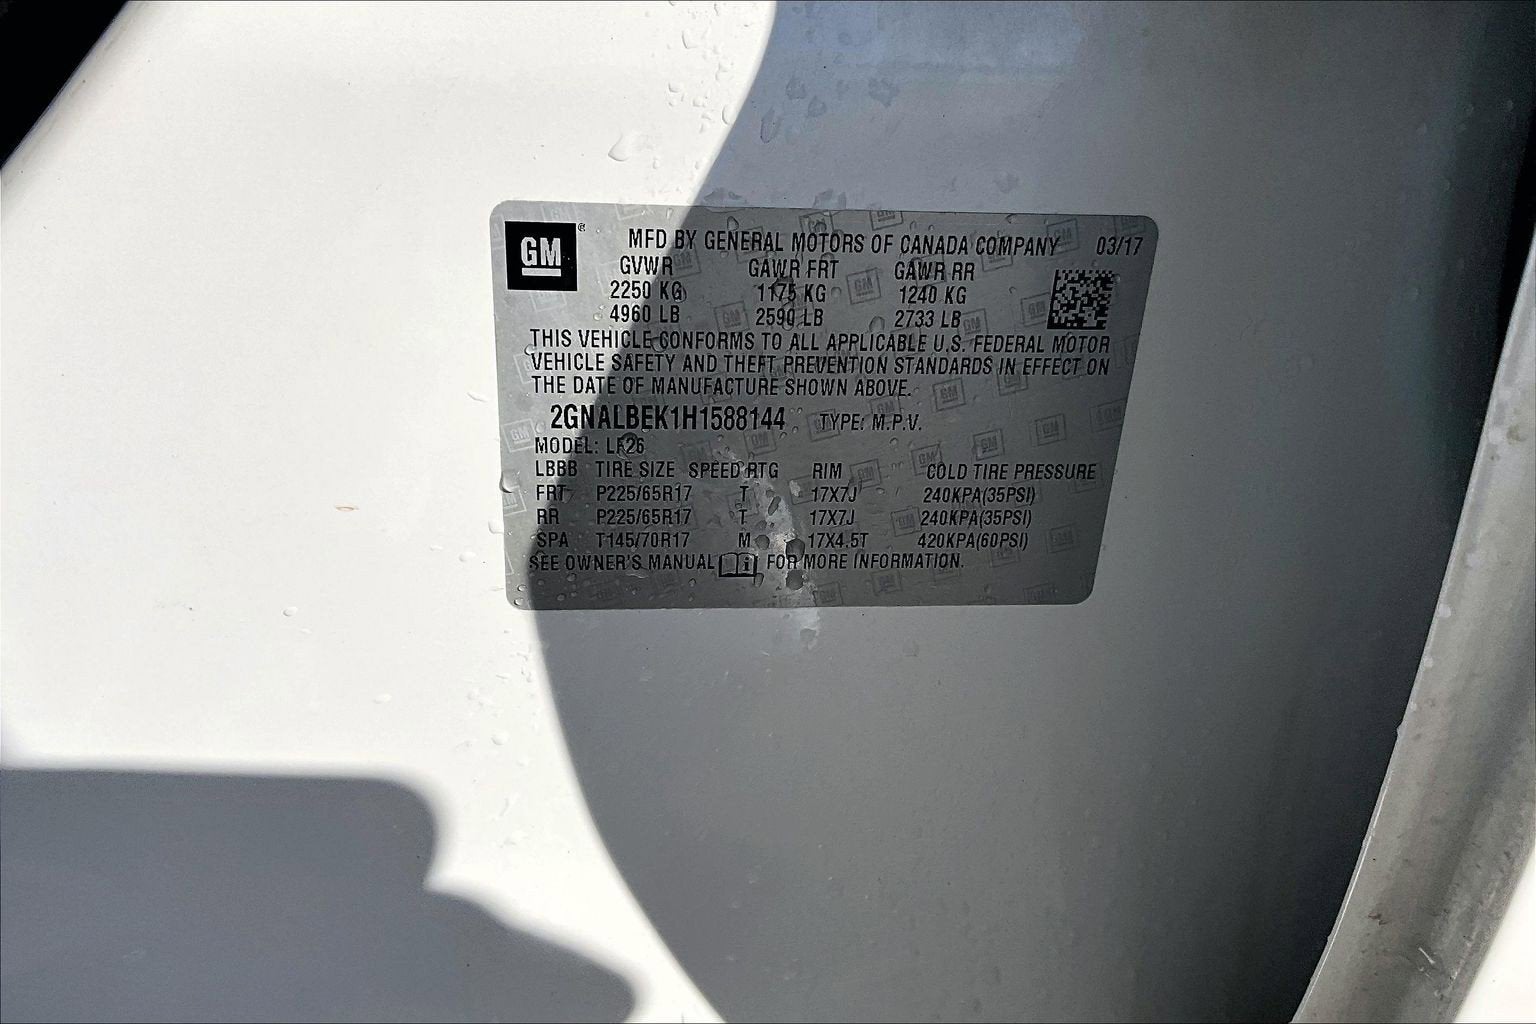 GM ®
MFD BY GENERAL MOTORS OF CANADA COMPANY 03/17
GVWR GAWR FRT GAWR RR
2250 KG 1175 KG 1240 KG
4960 LB 2590 LB 2733 LB
THIS VEHICLE CONFORMS TO ALL APPLICABLE U.S. FEDERAL MOTOR
VEHICLE SAFETY AND THEFT PREVENTION STANDARDS IN EFFECT ON
THE DATE OF MANUFACTURE SHOWN ABOVE.
2GNALBEK1H1588144 TYPE: M.P.V.
MODEL: LF26
LBBB TIRE SIZE SPEED RTG RIM COLD TIRE PRESSURE
FRT P225/65R17 T 17X7J 240KPA(35PSI)
RR P225/65R17 T 17X7J 240KPA(35PSI)
SPA T145/70R17 M 17X4.5T 420KPA(60PSI)
SEE OWNER'S MANUAL i FOR MORE INFORMATION.